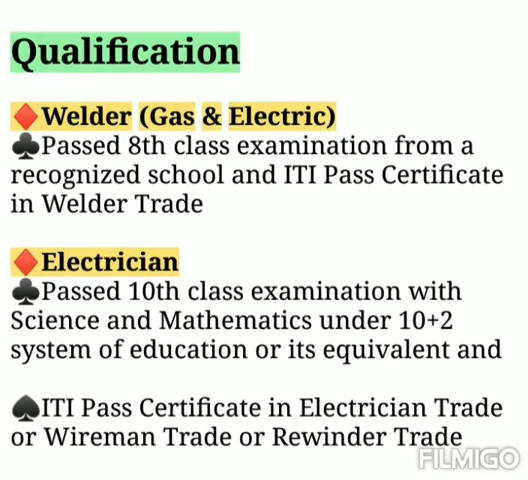 Qualification
♦Welder (Gas & Electric)
♣Passed 8th class examination from a
recognized school and ITI Pass Certificate
in Welder Trade
♦Electrician
♣Passed 10th class examination with
Science and Mathematics under 10+2
system of education or its equivalent and
♠ITI Pass Certificate in Electrician Trade
or Wireman Trade or Rewinder Trade
FILMIGO